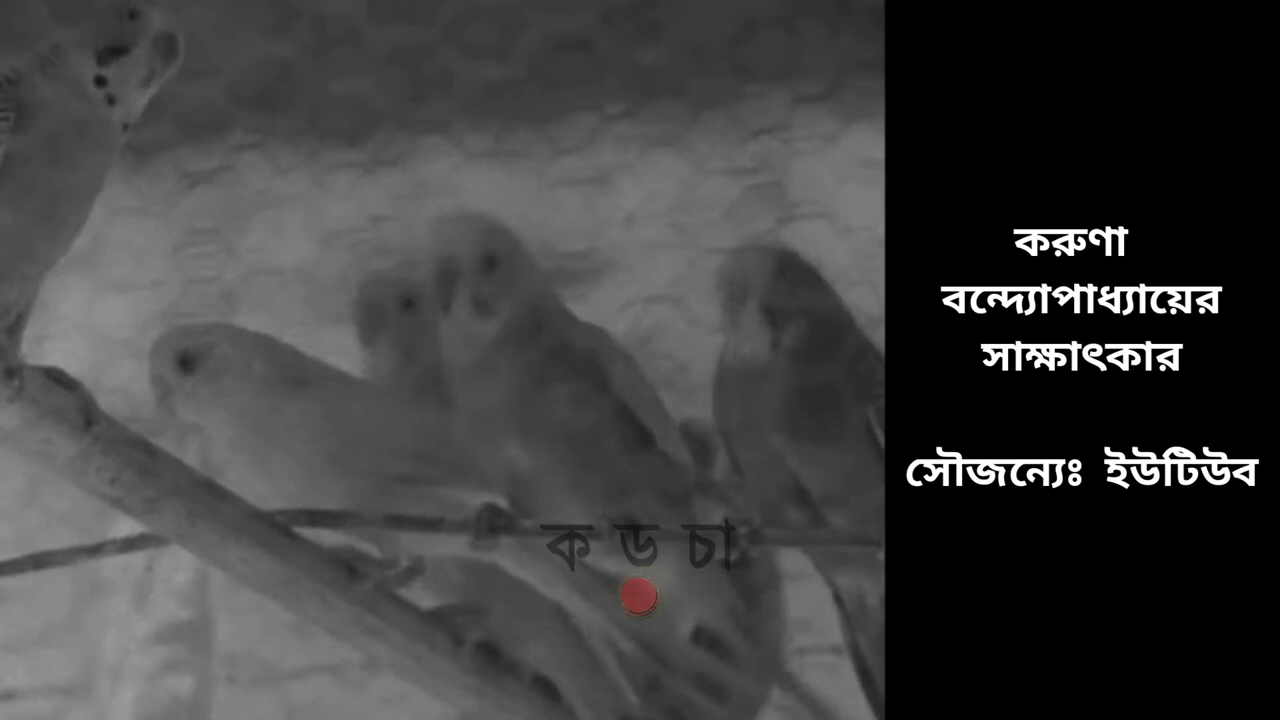 করুণা
বন্দ্যোপাধ্যায়ের
সাক্ষাৎকার
সৌজন্যেঃ ইউটিউব
ক ড চা